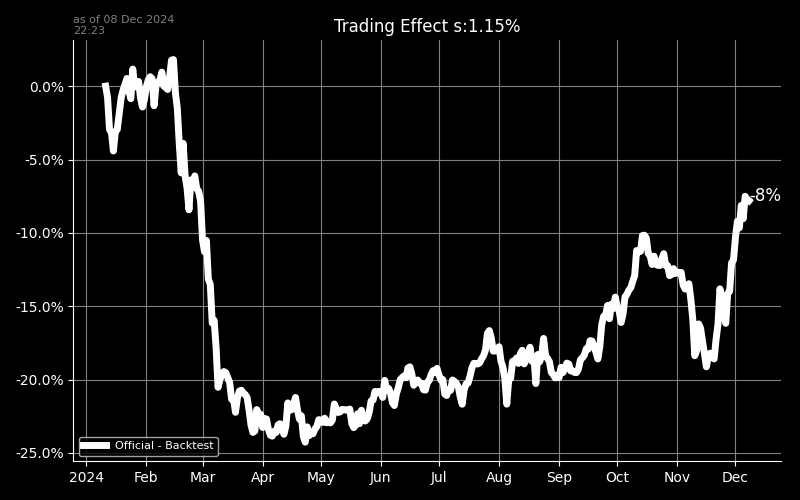 as of 08 Dec 2024
22:23
Trading Effect s:1.15%
0.0%
-5.0%
-10.0%
-15.0%
-20.0%
-25.0%
-8%
Official - Backtest
2024 Feb Mar Apr May Jun Jul Aug Sep Oct Nov Dec